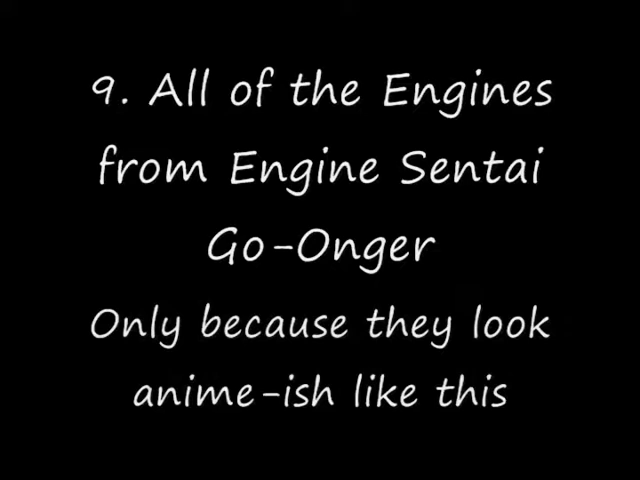 9. All of the Engines
from Engine Sentai
Go-Onger
Only because they look
anime-ish like this